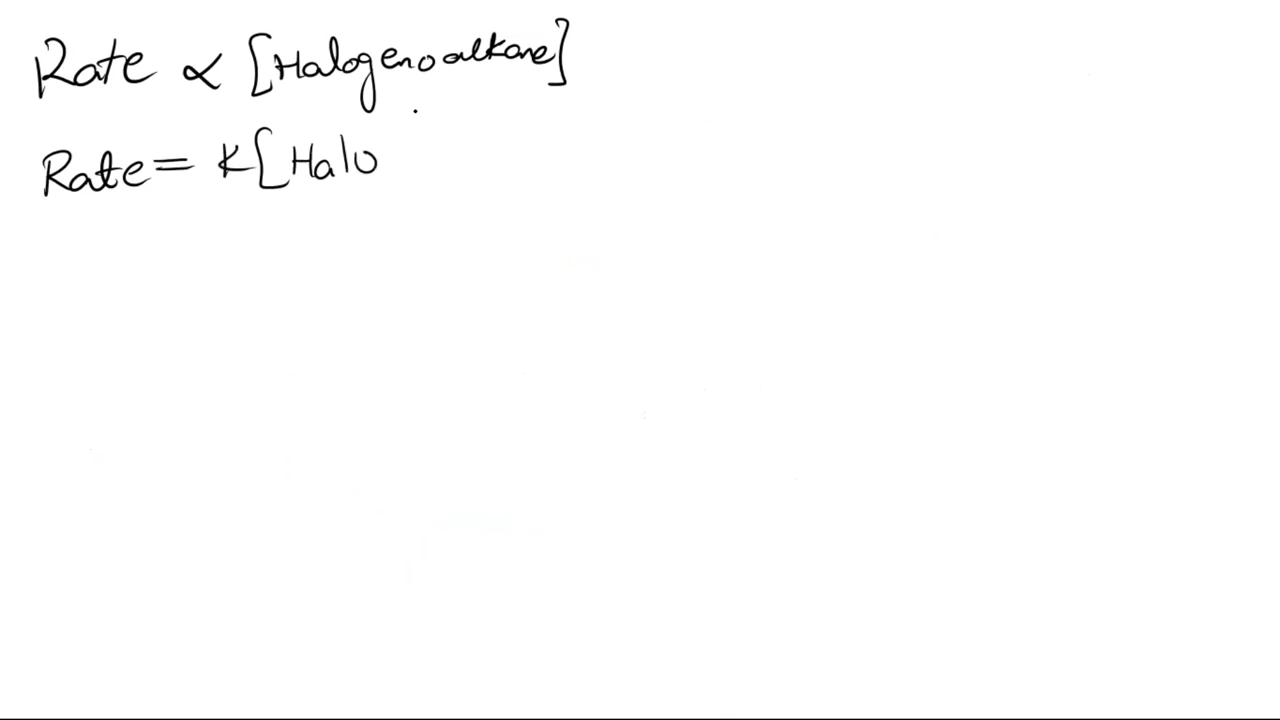 Rate ∝ [Halogenoalkane]
Rate = K[Halo